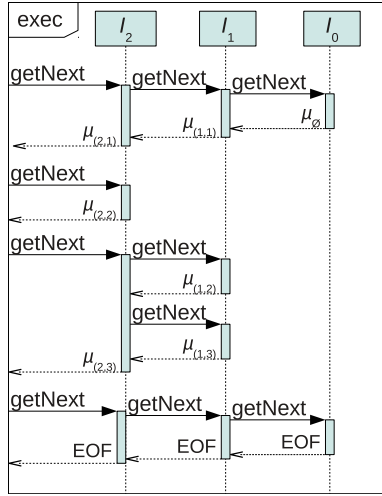 exec I₂ I₁ I₀
getNext getNext getNext
μ(2,1) μ(1,1) μø
getNext
μ(2,2)
getNext getNext
μ(1,2)
getNext
μ(2,3) μ(1,3)
getNext getNext getNext
EOF EOF EOF